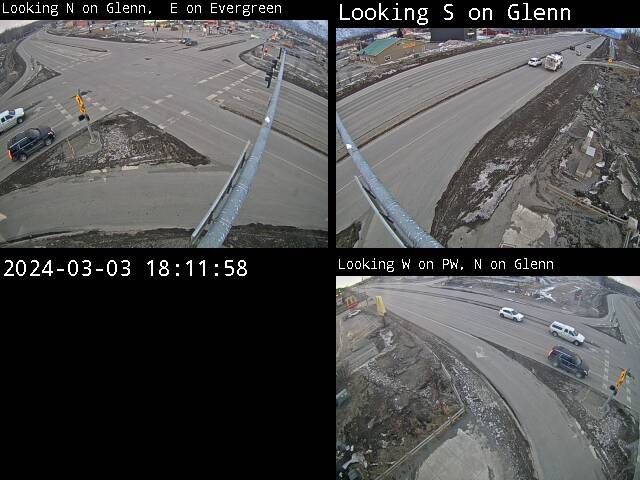 Looking N on Glenn, E on Evergreen
Looking S on Glenn
2024-03-03 18:11:58
Looking W on PW, N on Glenn